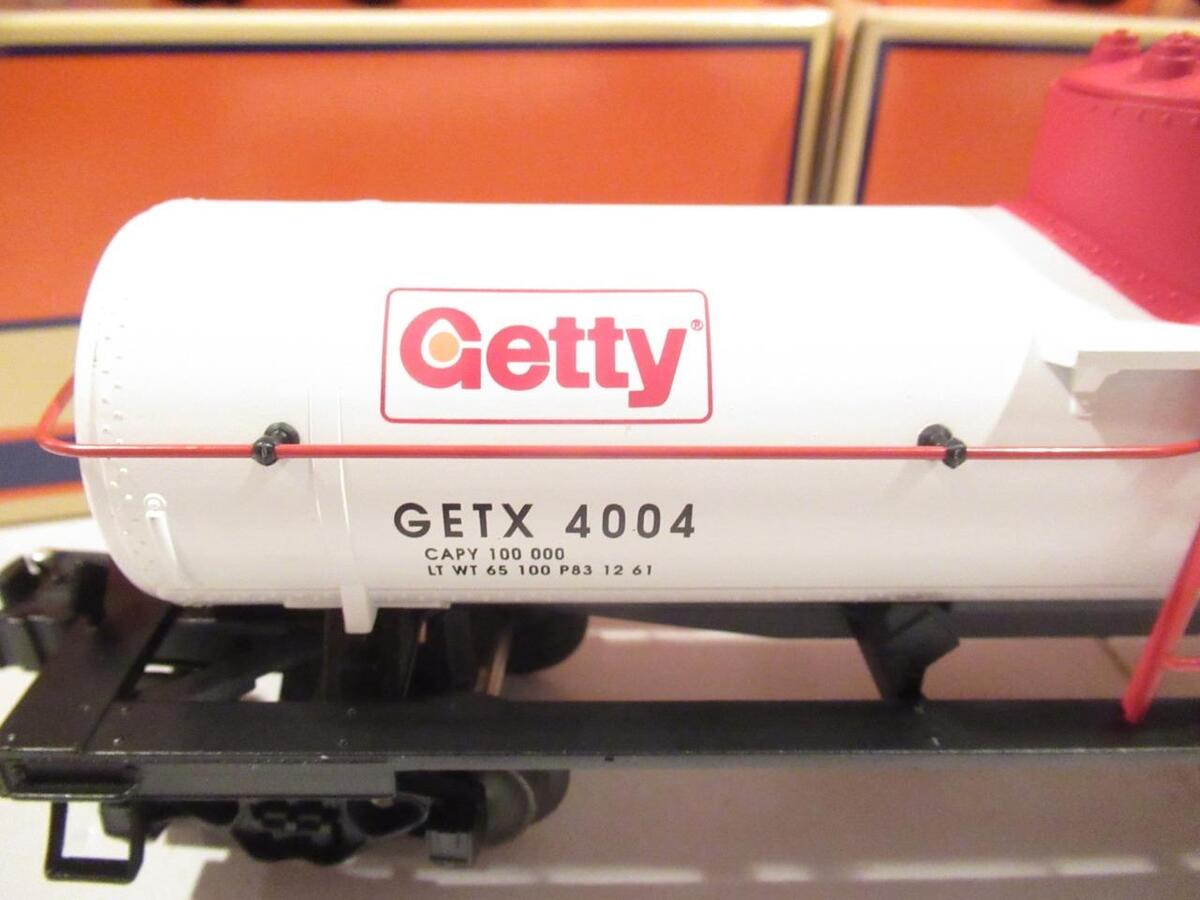 Getty®
GETX 4004
CAPY 100 000
LT WT 65 100 P83 12 61